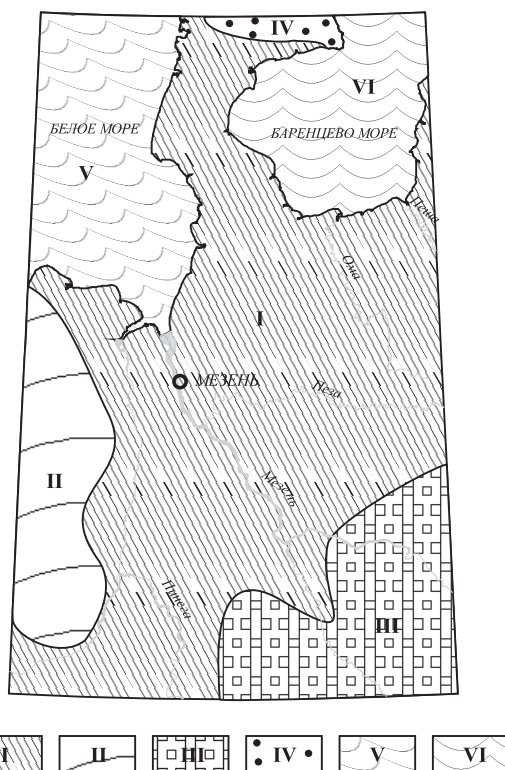 IV
VI
БЕЛОЕ МОРЕ
БАРЕНЦЕВО МОРЕ
V
Пеша
Ома
I
МЕЗЕНЬ
Пеза
II
Мезень
Пинега
III
I II III IV V VI